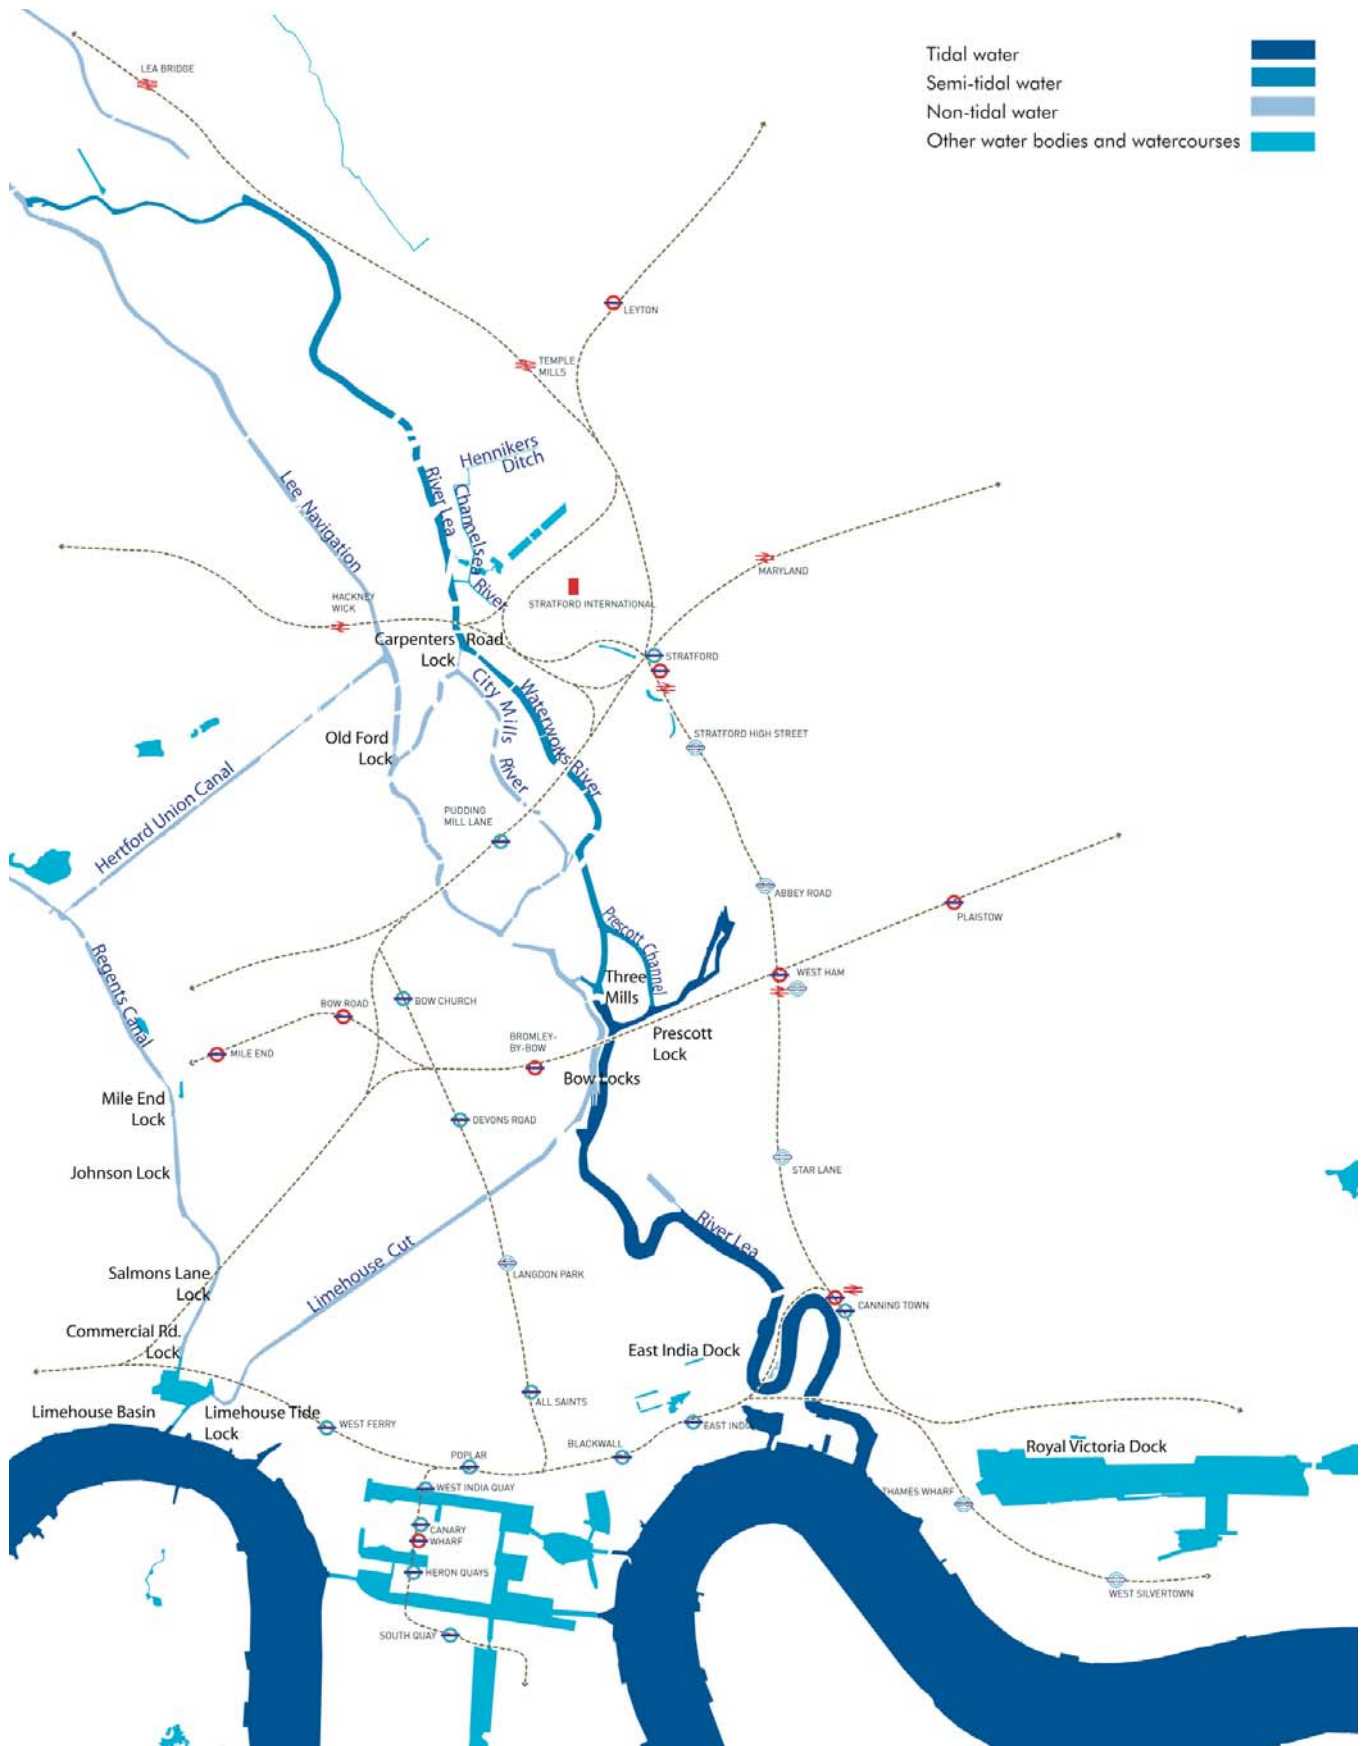 Tidal water
Semi-tidal water
Non-tidal water
Other water bodies and watercourses
LEA BRIDGE
LEYTON
TEMPLE
MILLS
Hennikers
Ditch
River Lea
Channelsea
River
Lee Navigation
MARYLAND
HACKNEY
WICK
STRATFORD INTERNATIONAL
Carpenters Road
Lock
STRATFORD
City Mills
River
Waterworks River
Old Ford
Lock
STRATFORD HIGH STREET
Hertford Union Canal
PUDDING
MILL LANE
ABBEY ROAD
PLAISTOW
Prescott Channel
Regents Canal
Three
Mills
WEST HAM
BOW ROAD
BOW CHURCH
Prescott
Lock
BROMLEY-
BY-BOW
MILE END
Bow Locks
Mile End
Lock
DEVONS ROAD
Johnson Lock
STAR LANE
River Lea
Limehouse Cut
Salmons Lane
Lock
LANGDON PARK
CANNING TOWN
Commercial Rd.
Lock
East India Dock
ALL SAINTS
Limehouse Basin
Limehouse Tide
Lock
WEST FERRY
EAST INDI
BLACKWALL
POPLAR
Royal Victoria Dock
WEST INDIA QUAY
THAMES WHARF
CANARY
WHARF
HERON QUAYS
WEST SILVERTOWN
SOUTH QUAY